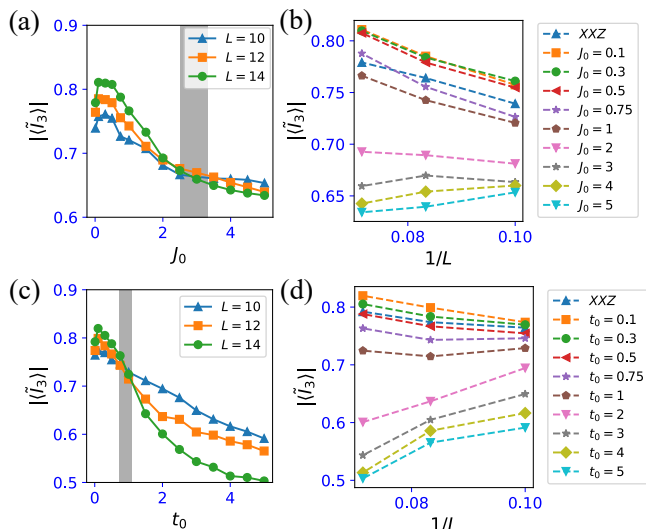 (a)
0.9
0.8
0.7
0.6
|⟨Ĩ₃⟩|
0
2
4
J₀
L = 10
L = 12
L = 14
(b)
0.80
0.75
0.70
0.65
|⟨Ĩ₃⟩|
0.08
0.10
1/L
XXZ
J₀ = 0.1
J₀ = 0.3
J₀ = 0.5
J₀ = 0.75
J₀ = 1
J₀ = 2
J₀ = 3
J₀ = 4
J₀ = 5
(c)
0.9
0.8
0.7
0.6
0.5
|⟨Ĩ₃⟩|
0
2
4
t₀
L = 10
L = 12
L = 14
(d)
0.8
0.7
0.6
0.5
|⟨Ĩ₃⟩|
0.08
0.10
1/L
XXZ
t₀ = 0.1
t₀ = 0.3
t₀ = 0.5
t₀ = 0.75
t₀ = 1
t₀ = 2
t₀ = 3
t₀ = 4
t₀ = 5